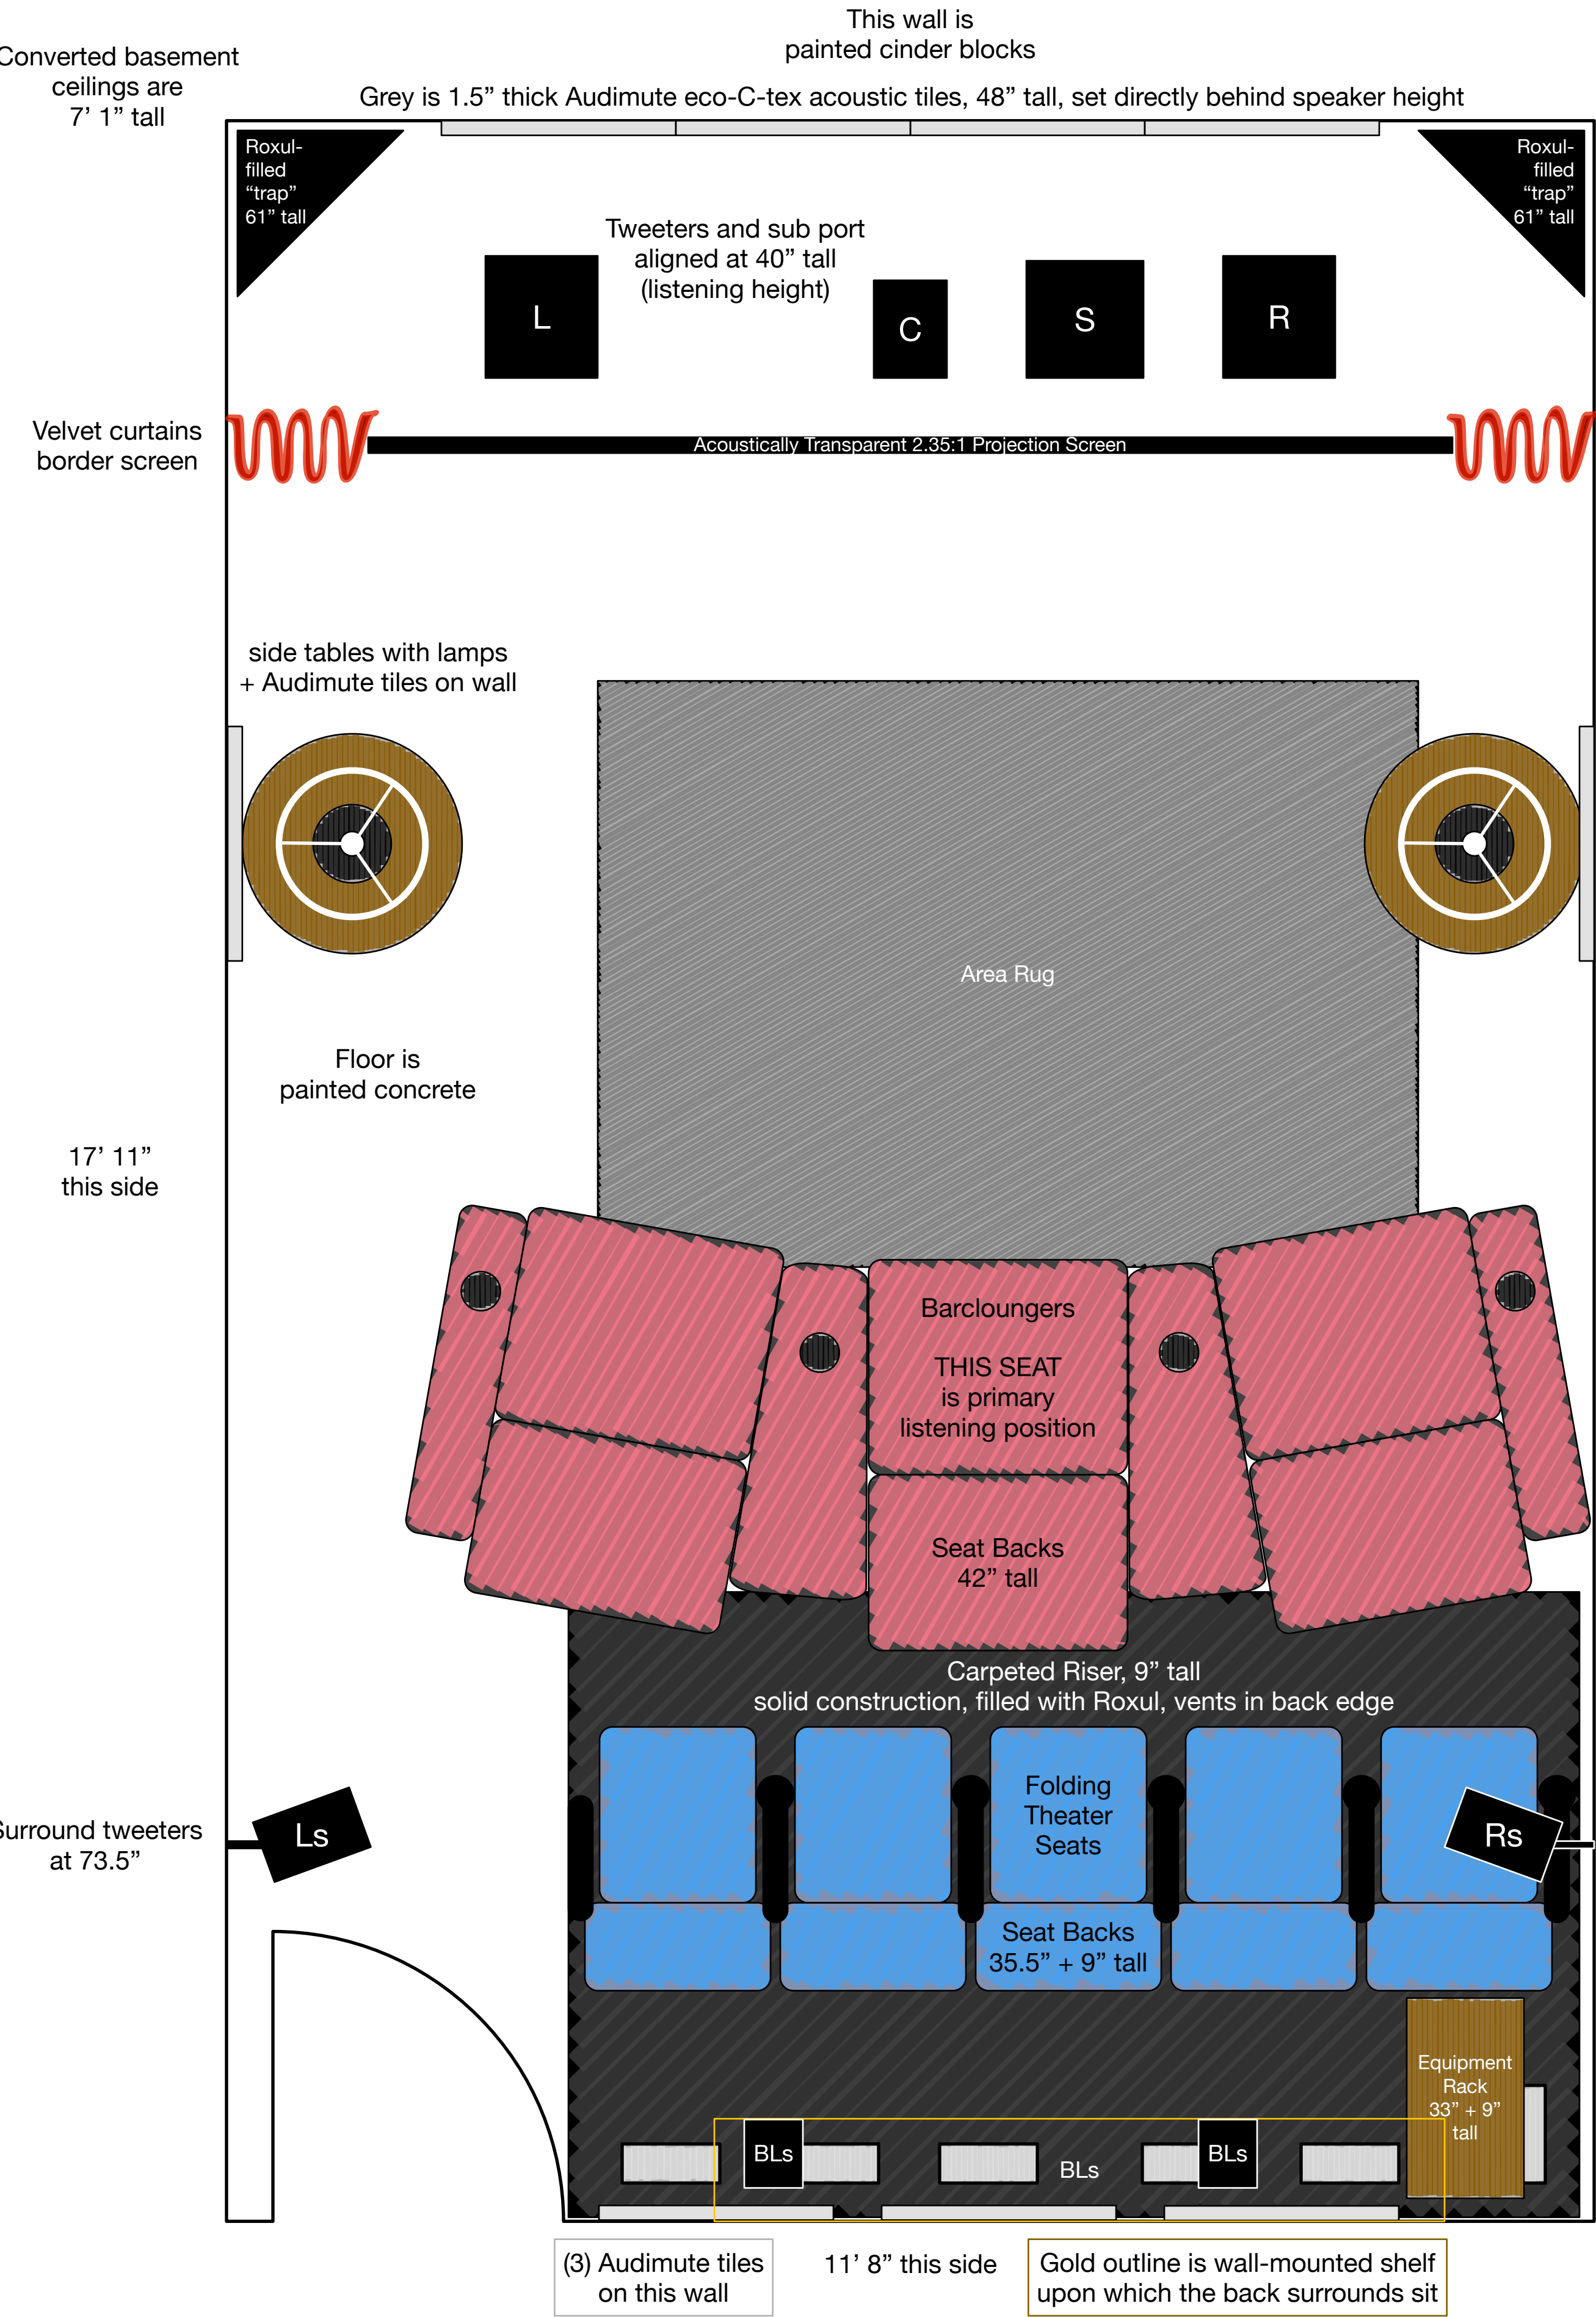 This wall is
painted cinder blocks
Converted basement
ceilings are
7’ 1” tall
Grey is 1.5” thick Audimute eco-C-tex acoustic tiles, 48” tall, set directly behind speaker height
Roxul-
filled
“trap”
61” tall
Roxul-
filled
“trap”
61” tall
Tweeters and sub port
aligned at 40” tall
(listening height)
L
C
S
R
Velvet curtains
border screen
Acoustically Transparent 2.35:1 Projection Screen
side tables with lamps
+ Audimute tiles on wall
Area Rug
Floor is
painted concrete
17’ 11”
this side
Barcloungers
THIS SEAT
is primary
listening position
Seat Backs
42” tall
Carpeted Riser, 9” tall
solid construction, filled with Roxul, vents in back edge
Folding
Theater
Seats
Surround tweeters
at 73.5”
Ls
Rs
Seat Backs
35.5” + 9” tall
Equipment
Rack
33” + 9”
tall
BLs
BLs
BLs
(3) Audimute tiles
on this wall
11’ 8” this side
Gold outline is wall-mounted shelf
upon which the back surrounds sit